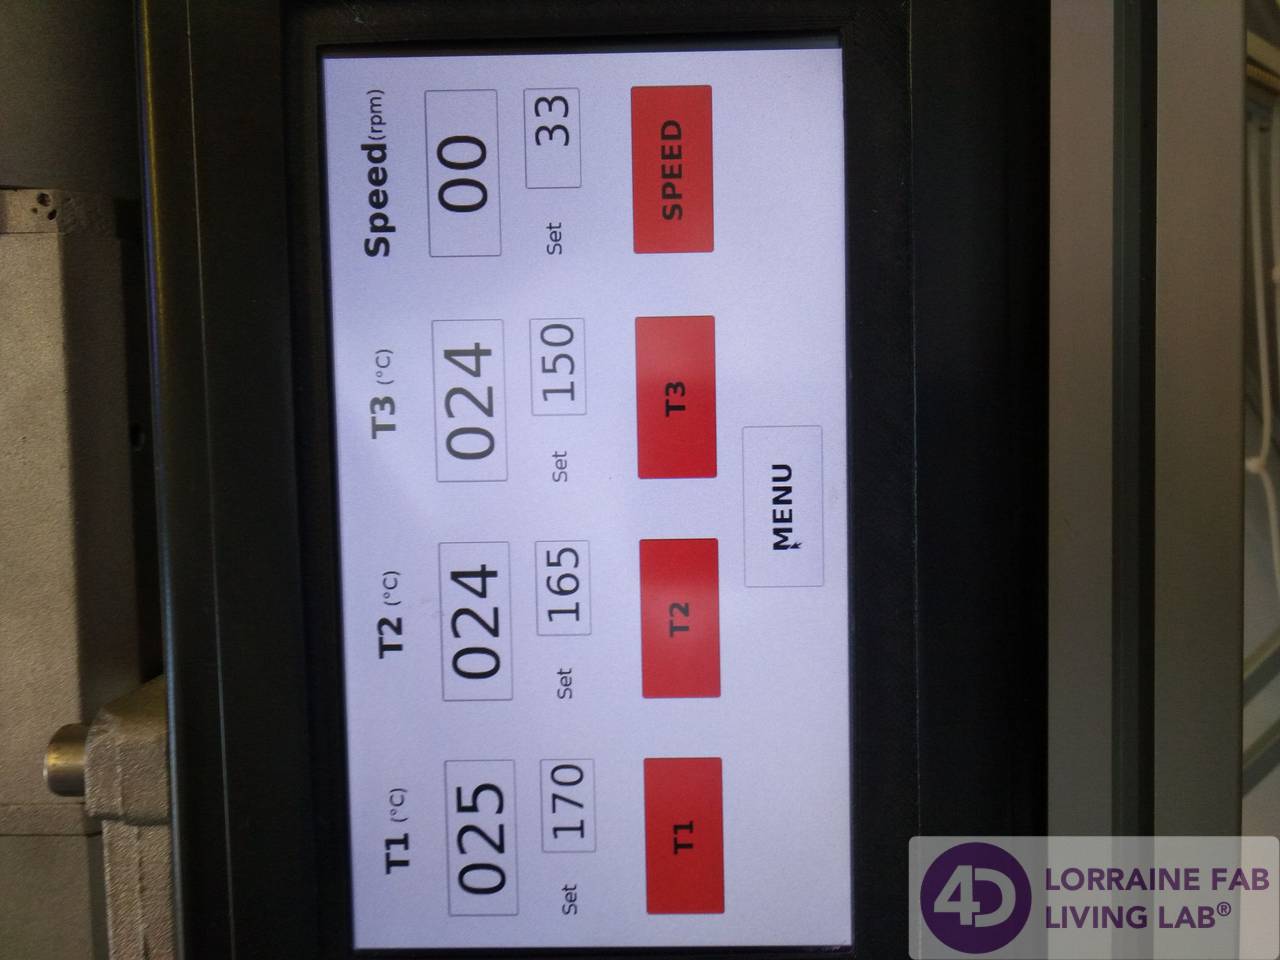 T1 (°C) T2 (°C) T3 (°C) Speed(rpm)
025 024 024 00
Set 170 Set 165 Set 150 Set 33
T1 T2 T3 SPEED
MENU
4D LORRAINE FAB
LIVING LAB®